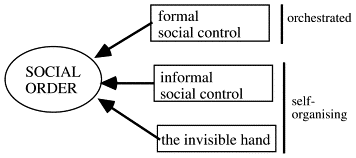 formal
social control
orchestrated
SOCIAL
ORDER
informal
social control
self-
organising
the invisible hand